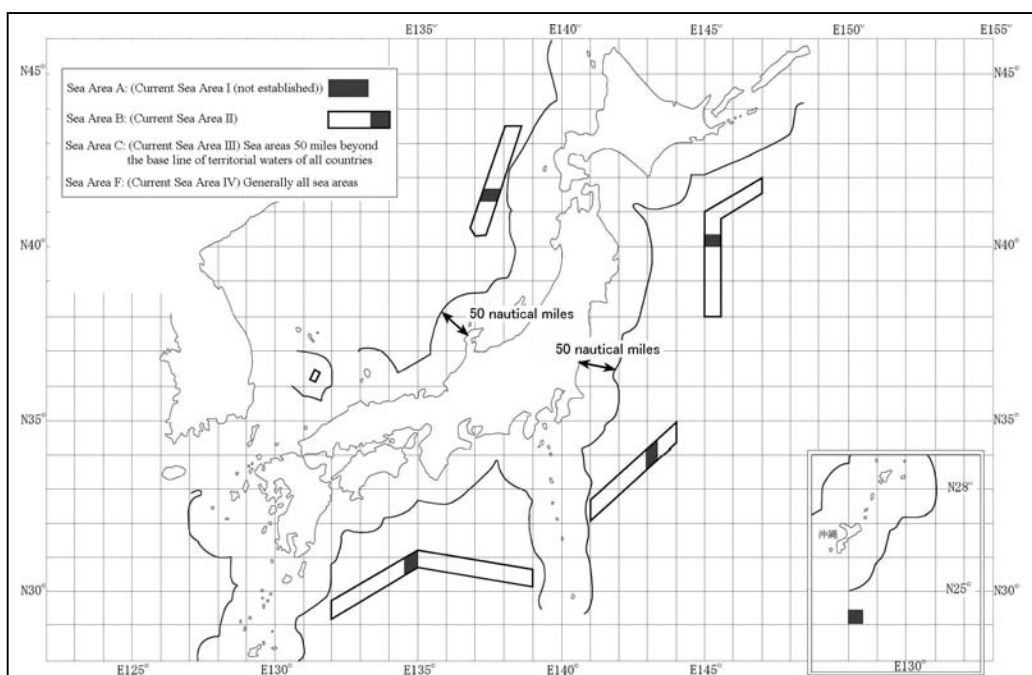 E135° E140° E145° E150° E155°
N45°
N45°
Sea Area A: (Current Sea Area I (not established))
Sea Area B: (Current Sea Area II)
Sea Area C: (Current Sea Area III) Sea areas 50 miles beyond
the base line of territorial waters of all countries
Sea Area F: (Current Sea Area IV) Generally all sea areas
N40°
N40°
50 nautical miles
50 nautical miles
N35°
N35°
N28°
沖縄
N30°
N25°
N30°
E130°
E125° E130° E135° E140° E145° E155°